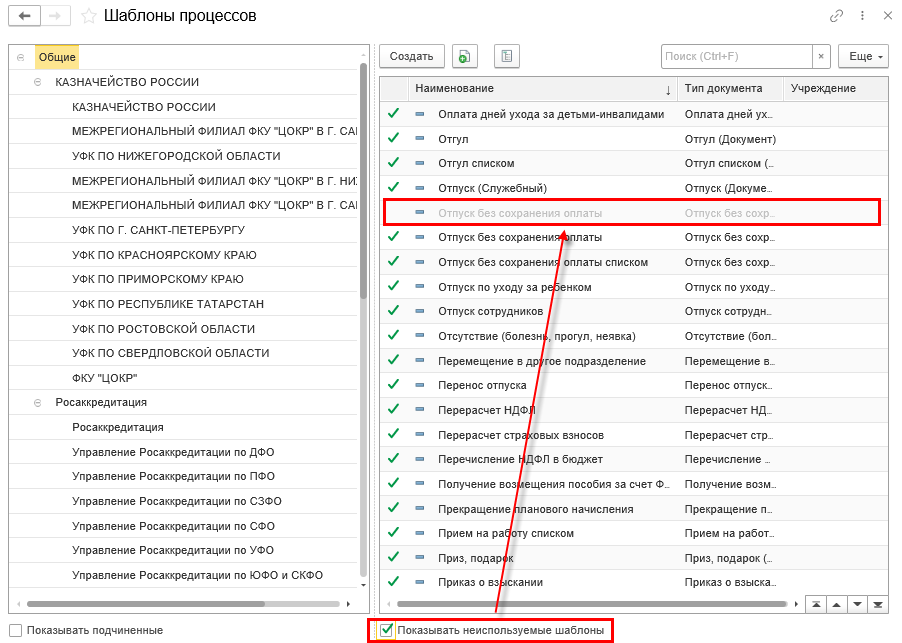 Шаблоны процессов
Общие
КАЗНАЧЕЙСТВО РОССИИ
КАЗНАЧЕЙСТВО РОССИИ
МЕЖРЕГИОНАЛЬНЫЙ ФИЛИАЛ ФКУ "ЦОКР" В Г. САН
УФК ПО НИЖЕГОРОДСКОЙ ОБЛАСТИ
МЕЖРЕГИОНАЛЬНЫЙ ФИЛИАЛ ФКУ "ЦОКР" В Г. НИЖ
МЕЖРЕГИОНАЛЬНЫЙ ФИЛИАЛ ФКУ "ЦОКР" В Г. САН
УФК ПО Г. САНКТ-ПЕТЕРБУРГУ
УФК ПО КРАСНОЯРСКОМУ КРАЮ
УФК ПО ПРИМОРСКОМУ КРАЮ
УФК ПО РЕСПУБЛИКЕ ТАТАРСТАН
УФК ПО РОСТОВСКОЙ ОБЛАСТИ
УФК ПО СВЕРДЛОВСКОЙ ОБЛАСТИ
ФКУ "ЦОКР"
Росаккредитация
Росаккредитация
Управление Росаккредитации по ДФО
Управление Росаккредитации по ПФО
Управление Росаккредитации по СЗФО
Управление Росаккредитации по СФО
Управление Росаккредитации по УФО
Управление Росаккредитации по ЮФО и СКФО
Показывать подчиненные
Создать Поиск (Ctrl+F) × Еще
Наименование ↓ Тип документа Учреждение
Оплата дней ухода за детьми-инвалидами Оплата дней ух...
Отгул Отгул (Документ)
Отгул списком Отгул списком (...
Отпуск (Служебный) Отпуск (Докуме...
Отпуск без сохранения оплаты Отпуск без сохр...
Отпуск без сохранения оплаты Отпуск без сохр...
Отпуск без сохранения оплаты списком Отпуск без сохр...
Отпуск по уходу за ребенком Отпуск по уходу...
Отпуск сотрудников Отпуск сотрудн...
Отсутствие (болезнь, прогул, неявка) Отсутствие (бол...
Перемещение в другое подразделение Перемещение в...
Перенос отпуска Перенос отпуск...
Перерасчет НДФЛ Перерасчет НД...
Перерасчет страховых взносов Перерасчет стр...
Перечисление НДФЛ в бюджет Перечисление ...
Получение возмещения пособия за счет Ф... Получение возм...
Прекращение планового начисления Прекращение п...
Прием на работу списком Прием на работ...
Приз, подарок Приз, подарок (...
Приказ о взыскании Приказ о взыска...
Показывать неиспользуемые шаблоны